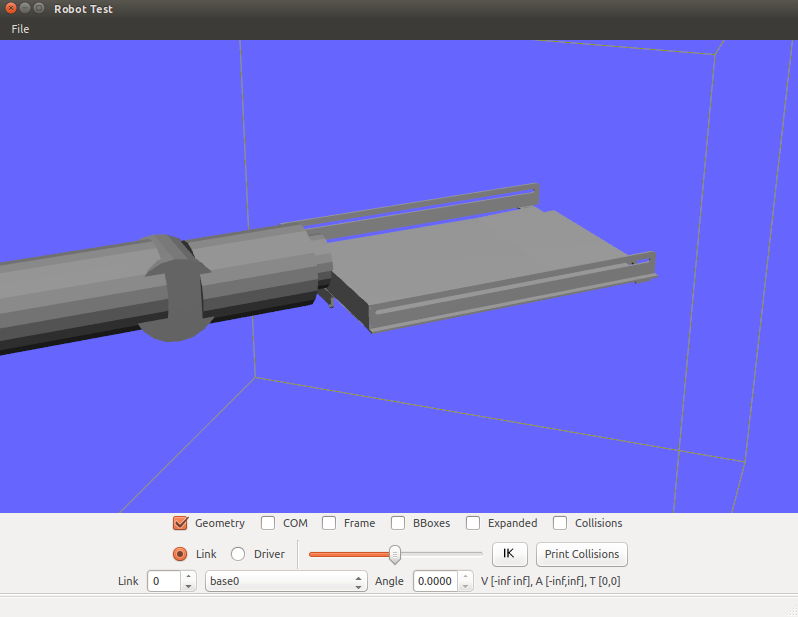 Robot Test
File
Geometry COM Frame BBoxes Expanded Collisions
Link Driver IK Print Collisions
Link 0 base0 Angle 0.0000 V [-inf inf], A [-inf,inf], T [0,0]